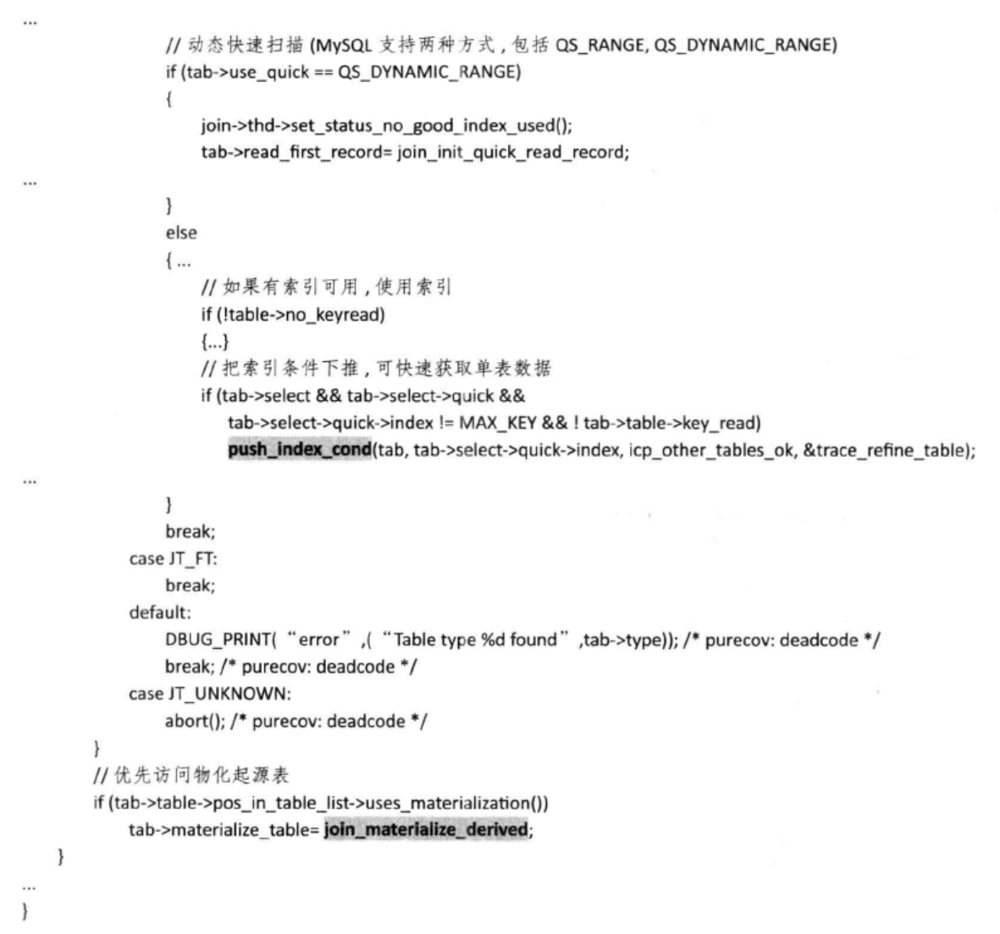 ...
// 动态快速扫描 (MySQL 支持两种方式 , 包括 QS_RANGE, QS_DYNAMIC_RANGE)
if (tab->use_quick == QS_DYNAMIC_RANGE)
{
join->thd->set_status_no_good_index_used();
tab->read_first_record= join_init_quick_read_record;
...
}
else
{ ...
// 如果有索引可用 , 使用索引
if (!table->no_keyread)
{...}
// 把索引条件下推 , 可快速获取单表数据
if (tab->select && tab->select->quick &&
tab->select->quick->index != MAX_KEY && ! tab->table->key_read)
push_index_cond(tab, tab->select->quick->index, icp_other_tables_ok, &trace_refine_table);
...
}
break;
case JT_FT:
break;
default:
DBUG_PRINT( “error” ,( “Table type %d found” ,tab->type)); /* purecov: deadcode */
break; /* purecov: deadcode */
case JT_UNKNOWN:
abort(); /* purecov: deadcode */
}
// 优先访问物化起源表
if (tab->table->pos_in_table_list->uses_materialization())
tab->materialize_table= join_materialize_derived;
}
...
}